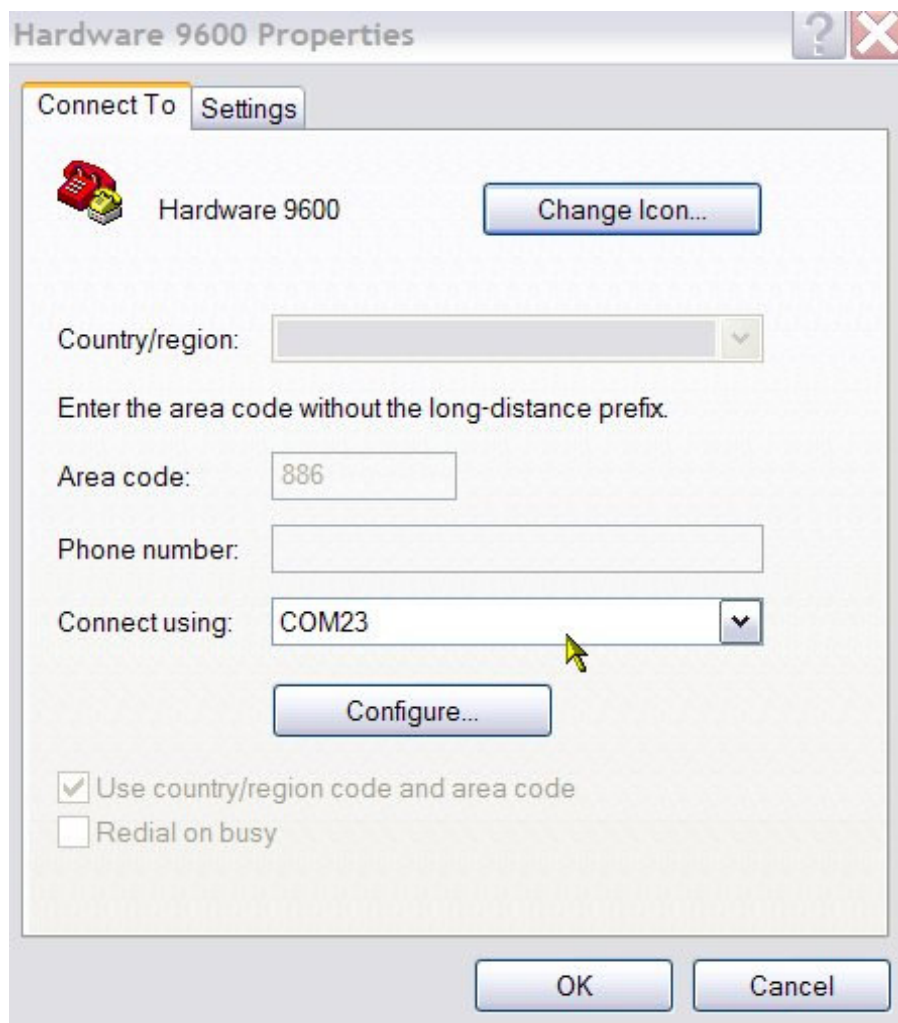 Hardware 9600 Properties
?
Connect To Settings
Hardware 9600 Change Icon...
Country/region:
Enter the area code without the long-distance prefix.
Area code: 886
Phone number:
Connect using: COM23
Configure...
Use country/region code and area code
Redial on busy
OK Cancel